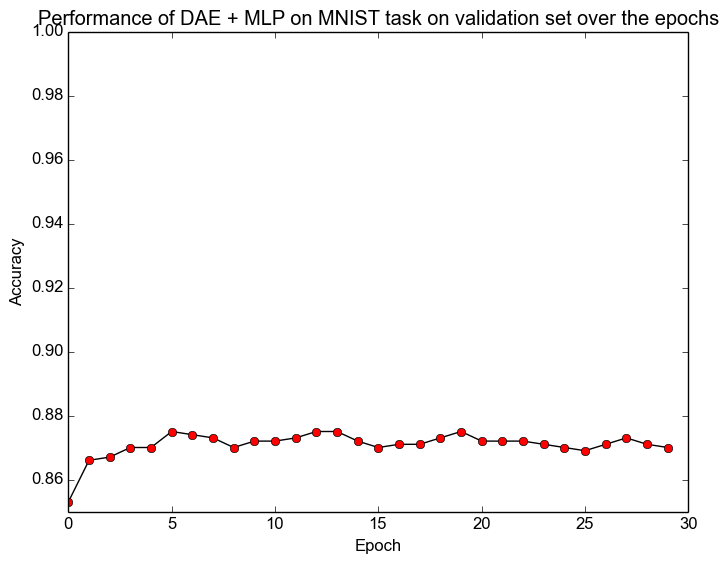 Performance of DAE + MLP on MNIST task on validation set over the epochs
1.00
0.98
0.96
0.94
0.92
0.90
0.88
0.86
Accuracy
0 5 10 15 20 25 30
Epoch